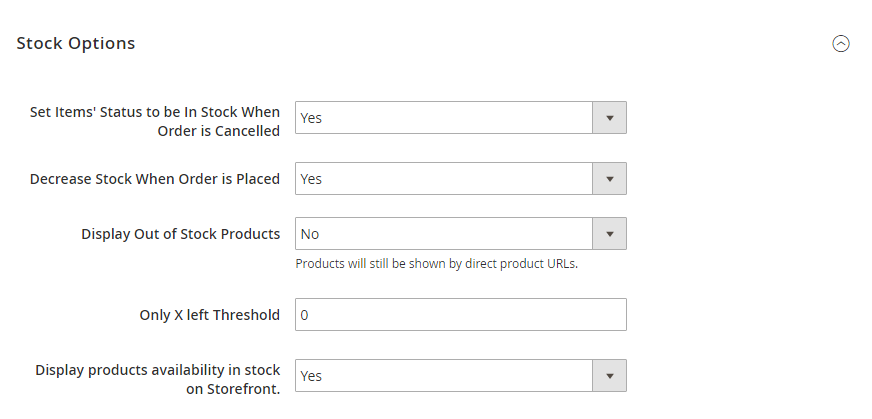 Stock Options
Set Items' Status to be In Stock When
Order is Cancelled
Yes
Decrease Stock When Order is Placed
Yes
Display Out of Stock Products
No
Products will still be shown by direct product URLs.
Only X left Threshold
0
Display products availability in stock
on Storefront.
Yes